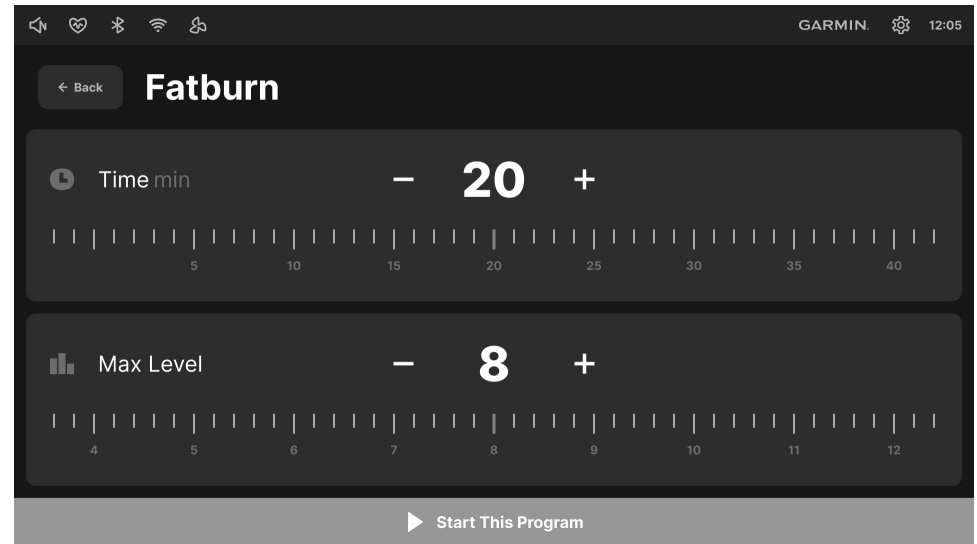 GARMIN. 12:05
← Back Fatburn
Time min − 20 +
5 10 15 20 25 30 35 40
Max Level − 8 +
4 5 6 7 8 9 10 11 12
Start This Program